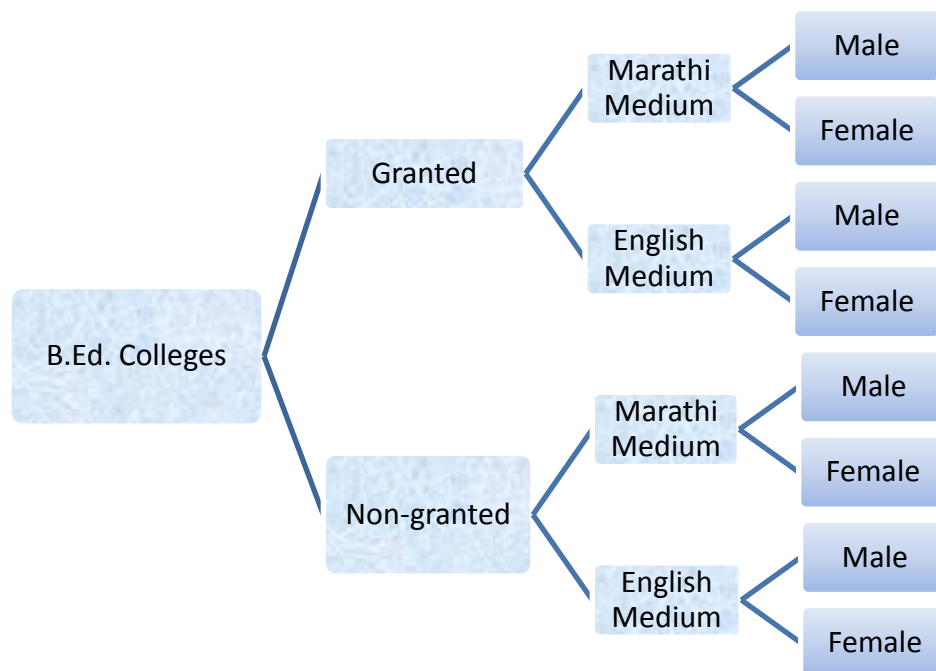 B.Ed. Colleges
Granted
Marathi
Medium
Male
Female
English
Medium
Male
Female
Non-granted
Marathi
Medium
Male
Female
English
Medium
Male
Female